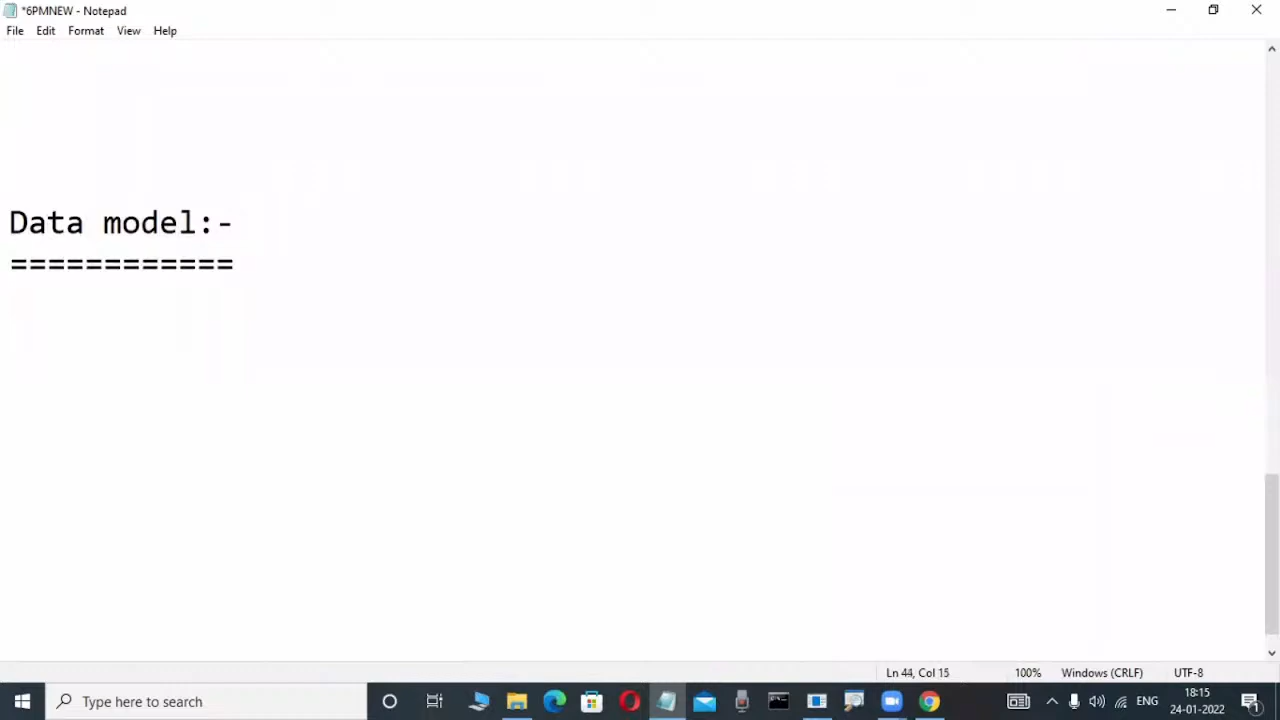 *6PMNEW - Notepad
File Edit Format View Help
Data model:-
============
Ln 44, Col 15 100% Windows (CRLF) UTF-8
Type here to search
ENG
18:15
24-01-2022
1